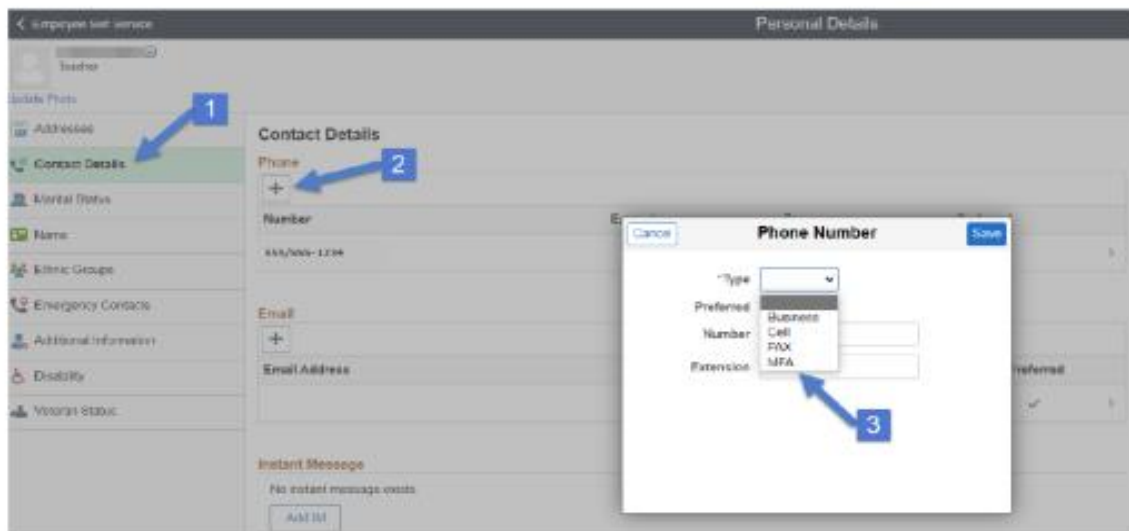 Employee Self Service
Personal Details
Teacher
Update Photo
1
Addresses
Contact Details
Marital Status
Name
Ethnic Groups
Emergency Contacts
Additional Information
Disability
Veteran Status
Contact Details
Phone
2
+
Number
555/555-1234
Email
+
Email Address
Preferred
Instant Message
No instant message exists
Add IM
Cancel
Phone Number
Save
*Type
Preferred
Business
Number
Cell
FAX
Extension
MFA
3